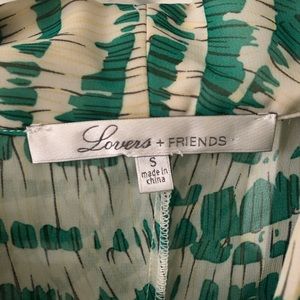 Lovers + FRIENDS
S
made in
china